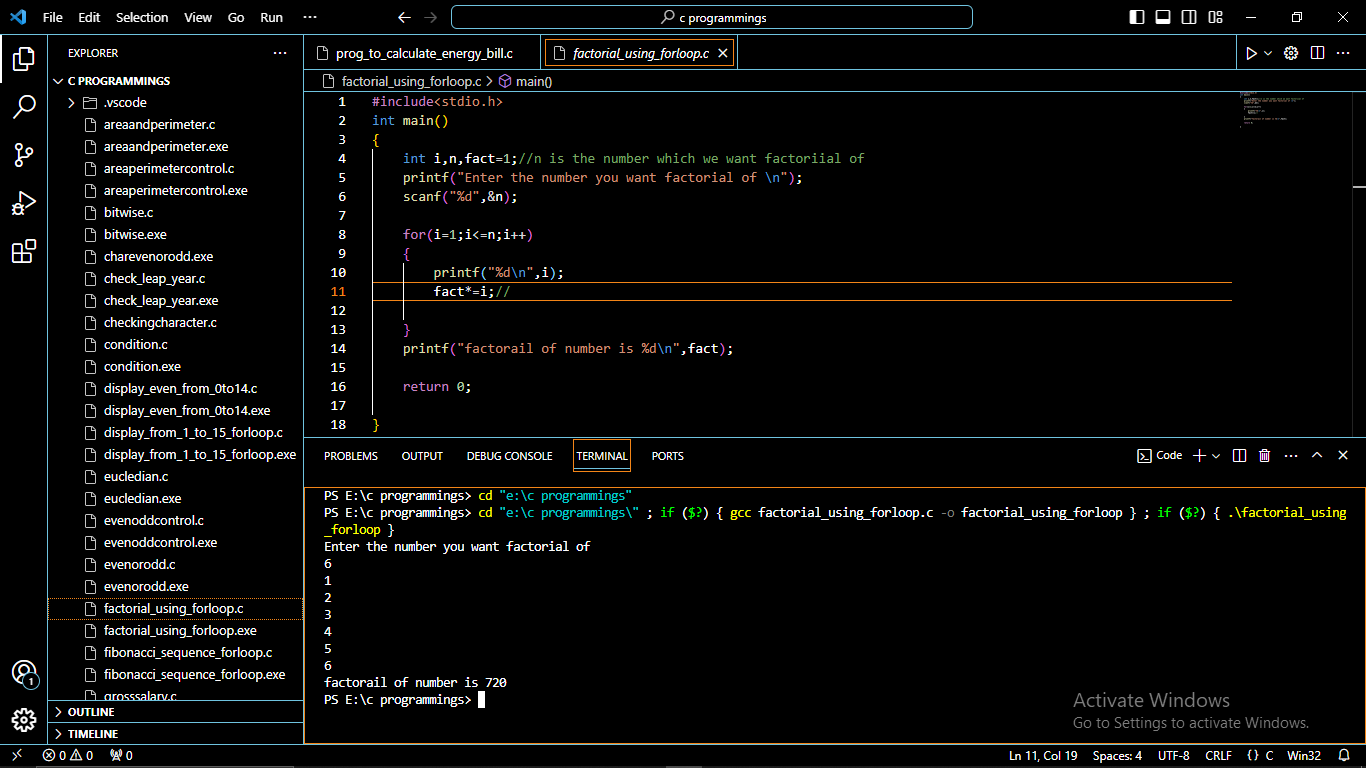 File Edit Selection View Go Run ··· c programmings
EXPLORER ···
C PROGRAMMINGS
.vscode
areaandperimeter.c
areaandperimeter.exe
areaperimetercontrol.c
areaperimetercontrol.exe
bitwise.c
bitwise.exe
charevenorodd.exe
check_leap_year.c
check_leap_year.exe
checkingcharacter.c
condition.c
condition.exe
display_even_from_0to14.c
display_even_from_0to14.exe
display_from_1_to_15_forloop.c
display_from_1_to_15_forloop.exe
eucledian.c
eucledian.exe
evenoddcontrol.c
evenoddcontrol.exe
evenorodd.c
evenorodd.exe
factorial_using_forloop.c
factorial_using_forloop.exe
fibonacci_sequence_forloop.c
fibonacci_sequence_forloop.exe
grosssalary.c
OUTLINE
TIMELINE
1
prog_to_calculate_energy_bill.c factorial_using_forloop.c
factorial_using_forloop.c > main()
1 #include<stdio.h>
2 int main()
3 {
4 int i,n,fact=1;//n is the number which we want factoriial of
5 printf("Enter the number you want factorial of \n");
6 scanf("%d",&n);
7
8 for(i=1;i<=n;i++)
9 {
10 printf("%d\n",i);
11 fact*=i;//
12
13 }
14 printf("factorail of number is %d\n",fact);
15
16 return 0;
17
18 }
PROBLEMS OUTPUT DEBUG CONSOLE TERMINAL PORTS Code
PS E:\c programmings> cd "e:\c programmings"
PS E:\c programmings> cd "e:\c programmings\" ; if ($?) { gcc factorial_using_forloop.c -o factorial_using_forloop } ; if ($?) { .\factorial_using
_forloop }
Enter the number you want factorial of
6
1
2
3
4
5
6
factorail of number is 720
PS E:\c programmings>
Activate Windows
Go to Settings to activate Windows.
0 0 0 Ln 11, Col 19 Spaces: 4 UTF-8 CRLF {} C Win32